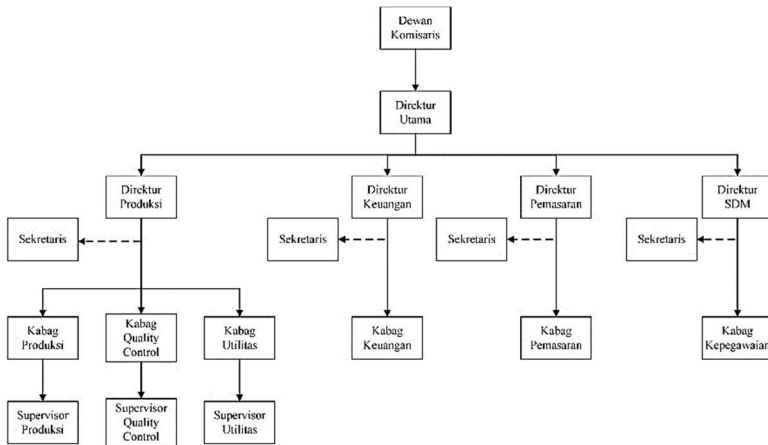 Dewan
Komisaris
Direktur
Utama
Direktur
Produksi
Direktur
Keuangan
Direktur
Pemasaran
Direktur
SDM
Sekretaris
Sekretaris
Sekretaris
Sekretaris
Kabag
Produksi
Kabag
Quality
Control
Kabag
Utilitas
Kabag
Keuangan
Kabag
Pemasaran
Kabag
Kepegawaian
Supervisor
Produksi
Supervisor
Quality
Control
Supervisor
Utilitas